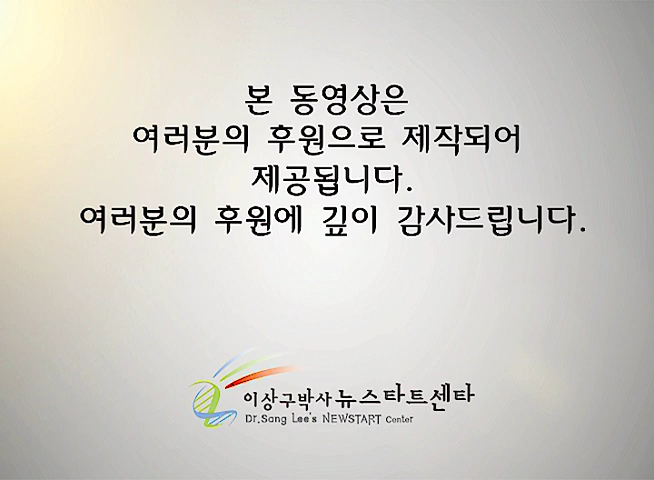 본 동영상은
여러분의 후원으로 제작되어
제공됩니다.
여러분의 후원에 깊이 감사드립니다.
이상구박사 뉴스타트센타
Dr.Sang Lee's NEWSTART Center